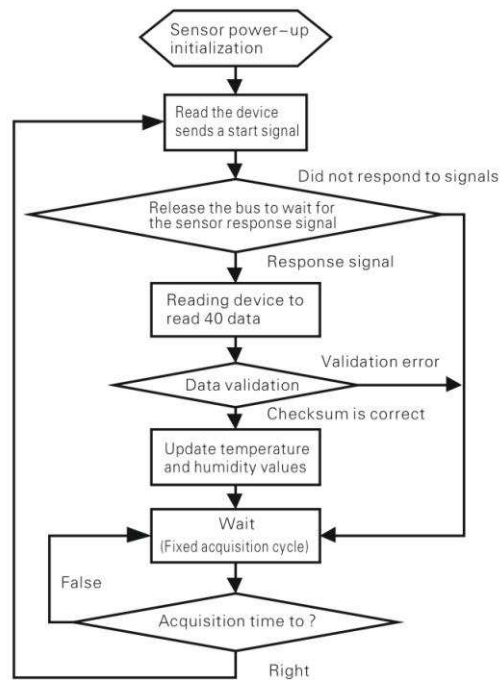 Sensor power-up
initialization
Read the device
sends a start signal
Did not respond to signals
Release the bus to wait for
the sensor response signal
Response signal
Reading device to
read 40 data
Validation error
Data validation
Checksum is correct
Update temperature
and humidity values
Wait
(Fixed acquisition cycle)
False
Acquisition time to ?
Right